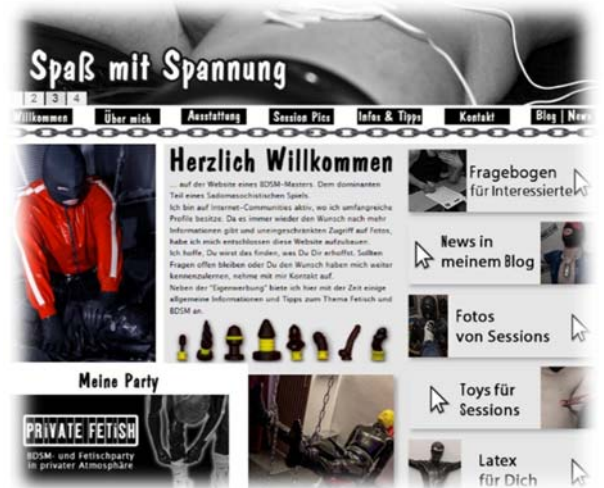 Spaß mit Spannung
2 3 4
Willkommen Über mich Ausstattung Session Pics Infos & Tipps Kontakt Blog | News
Herzlich Willkommen
... auf der Website eines BDSM-Masters. Dem dominanten
Teil eines Sadomasochistischen Spiels.
Ich bin auf Internet-Communities aktiv, wo ich umfangreiche
Profile besitze. Da es immer wieder den Wunsch nach mehr
Informationen gibt und uneingeschränkten Zugriff auf Fotos,
habe ich mich entschlossen diese Website aufzubauen.
Ich hoffe, Du wirst das finden, was Du Dir erhoffst. Sollten
Fragen offen bleiben oder Du den Wunsch haben mich weiter
kennenzulernen, nehme mit mir Kontakt auf.
Neben der "Eigenwerbung" biete ich hier mit der Zeit einige
allgemeine Informationen und Tipps zum Thema Fetisch und
BDSM an.
Fragebogen
für Interessierte
News in
meinem Blog
Fotos
von Sessions
Toys für
Sessions
Latex
für Dich
Meine Party
PRIVATE FETISH
BDSM- und Fetischparty
in privater Atmosphäre